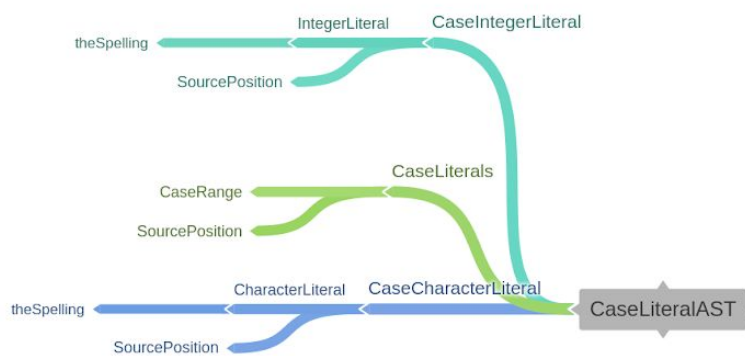 IntegerLiteral CaseIntegerLiteral
theSpelling
SourcePosition
CaseLiterals
CaseRange
SourcePosition
CharacterLiteral CaseCharacterLiteral
theSpelling CaseLiteralAST
SourcePosition